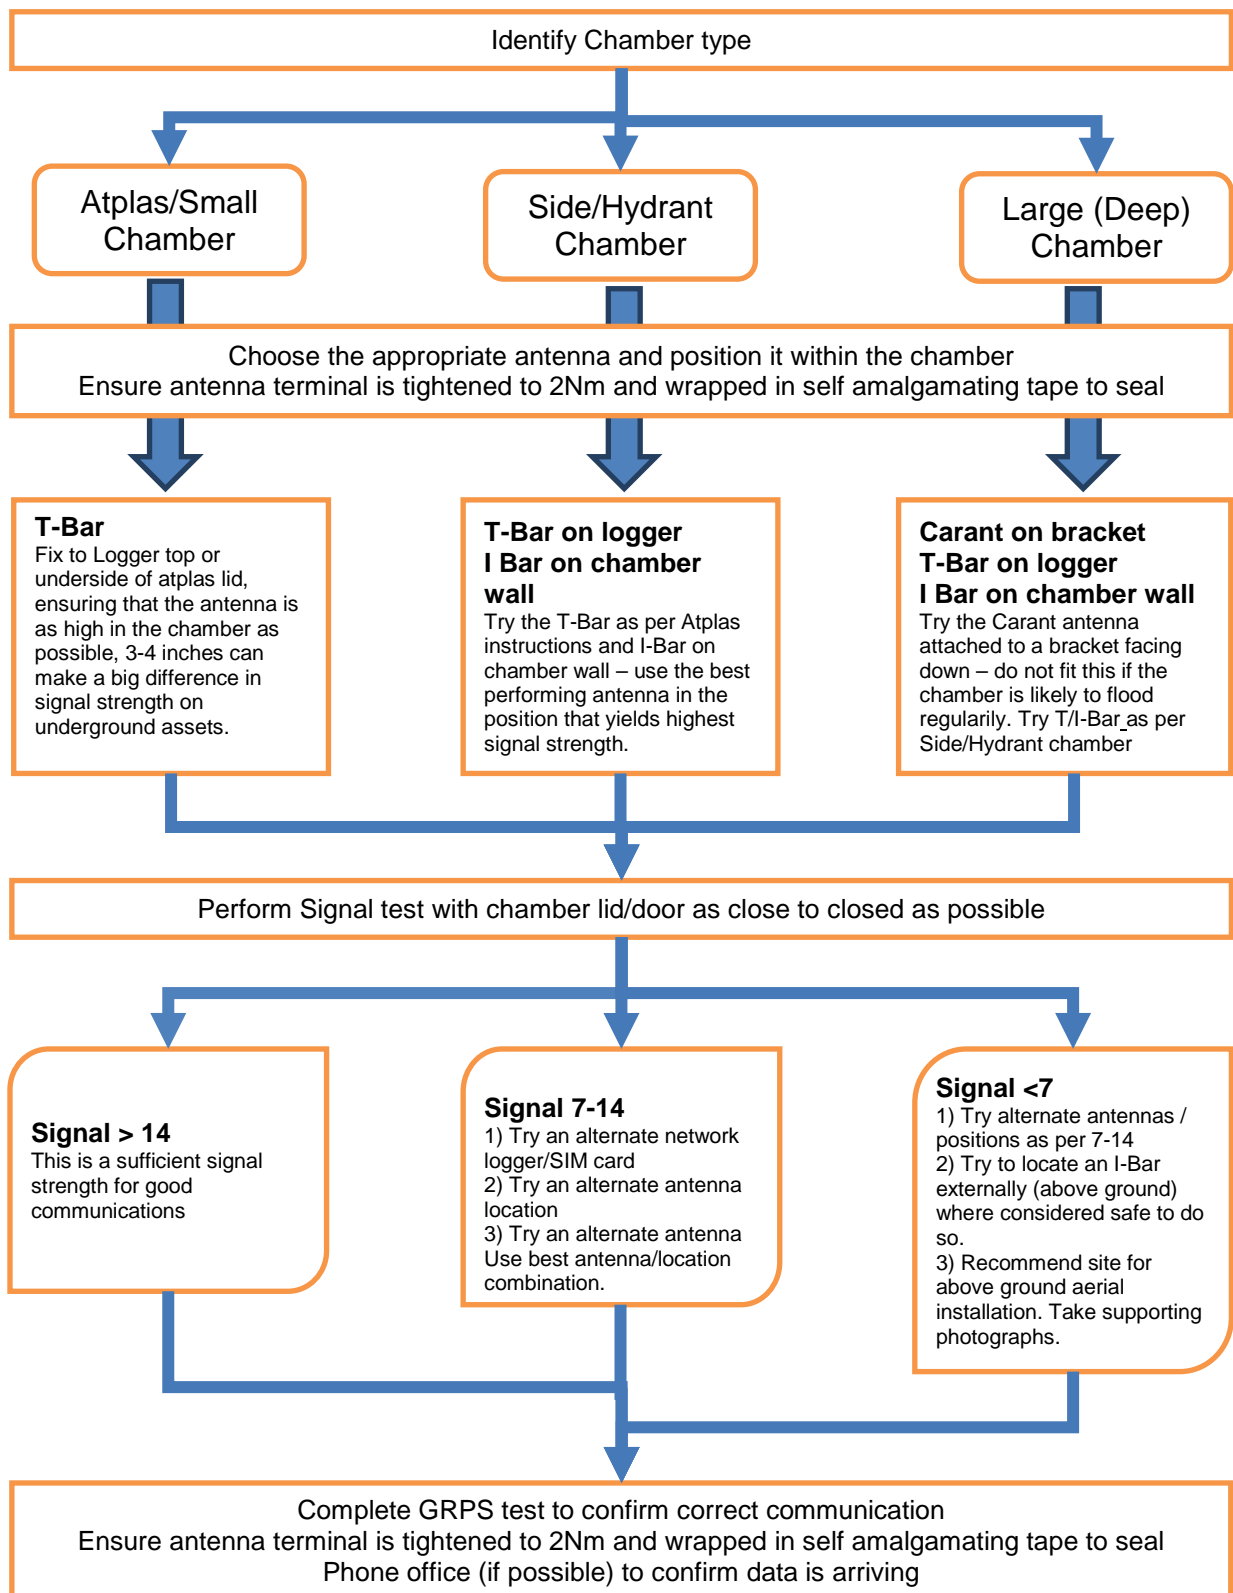 Identify Chamber type
Atplas/Small
Chamber
Side/Hydrant
Chamber
Large (Deep)
Chamber
Choose the appropriate antenna and position it within the chamber
Ensure antenna terminal is tightened to 2Nm and wrapped in self amalgamating tape to seal
T-Bar
Fix to Logger top or
underside of atplas lid,
ensuring that the antenna is
as high in the chamber as
possible, 3-4 inches can
make a big difference in
signal strength on
underground assets.
T-Bar on logger
I Bar on chamber
wall
Try the T-Bar as per Atplas
instructions and I-Bar on
chamber wall – use the best
performing antenna in the
position that yields highest
signal strength.
Carant on bracket
T-Bar on logger
I Bar on chamber wall
Try the Carant antenna
attached to a bracket facing
down – do not fit this if the
chamber is likely to flood
regularily. Try T/I-Bar as per
Side/Hydrant chamber
Perform Signal test with chamber lid/door as close to closed as possible
Signal > 14
This is a sufficient signal
strength for good
communications
Signal 7-14
1) Try an alternate network
logger/SIM card
2) Try an alternate antenna
location
3) Try an alternate antenna
Use best antenna/location
combination.
Signal <7
1) Try alternate antennas /
positions as per 7-14
2) Try to locate an I-Bar
externally (above ground)
where considered safe to do
so.
3) Recommend site for
above ground aerial
installation. Take supporting
photographs.
Complete GRPS test to confirm correct communication
Ensure antenna terminal is tightened to 2Nm and wrapped in self amalgamating tape to seal
Phone office (if possible) to confirm data is arriving